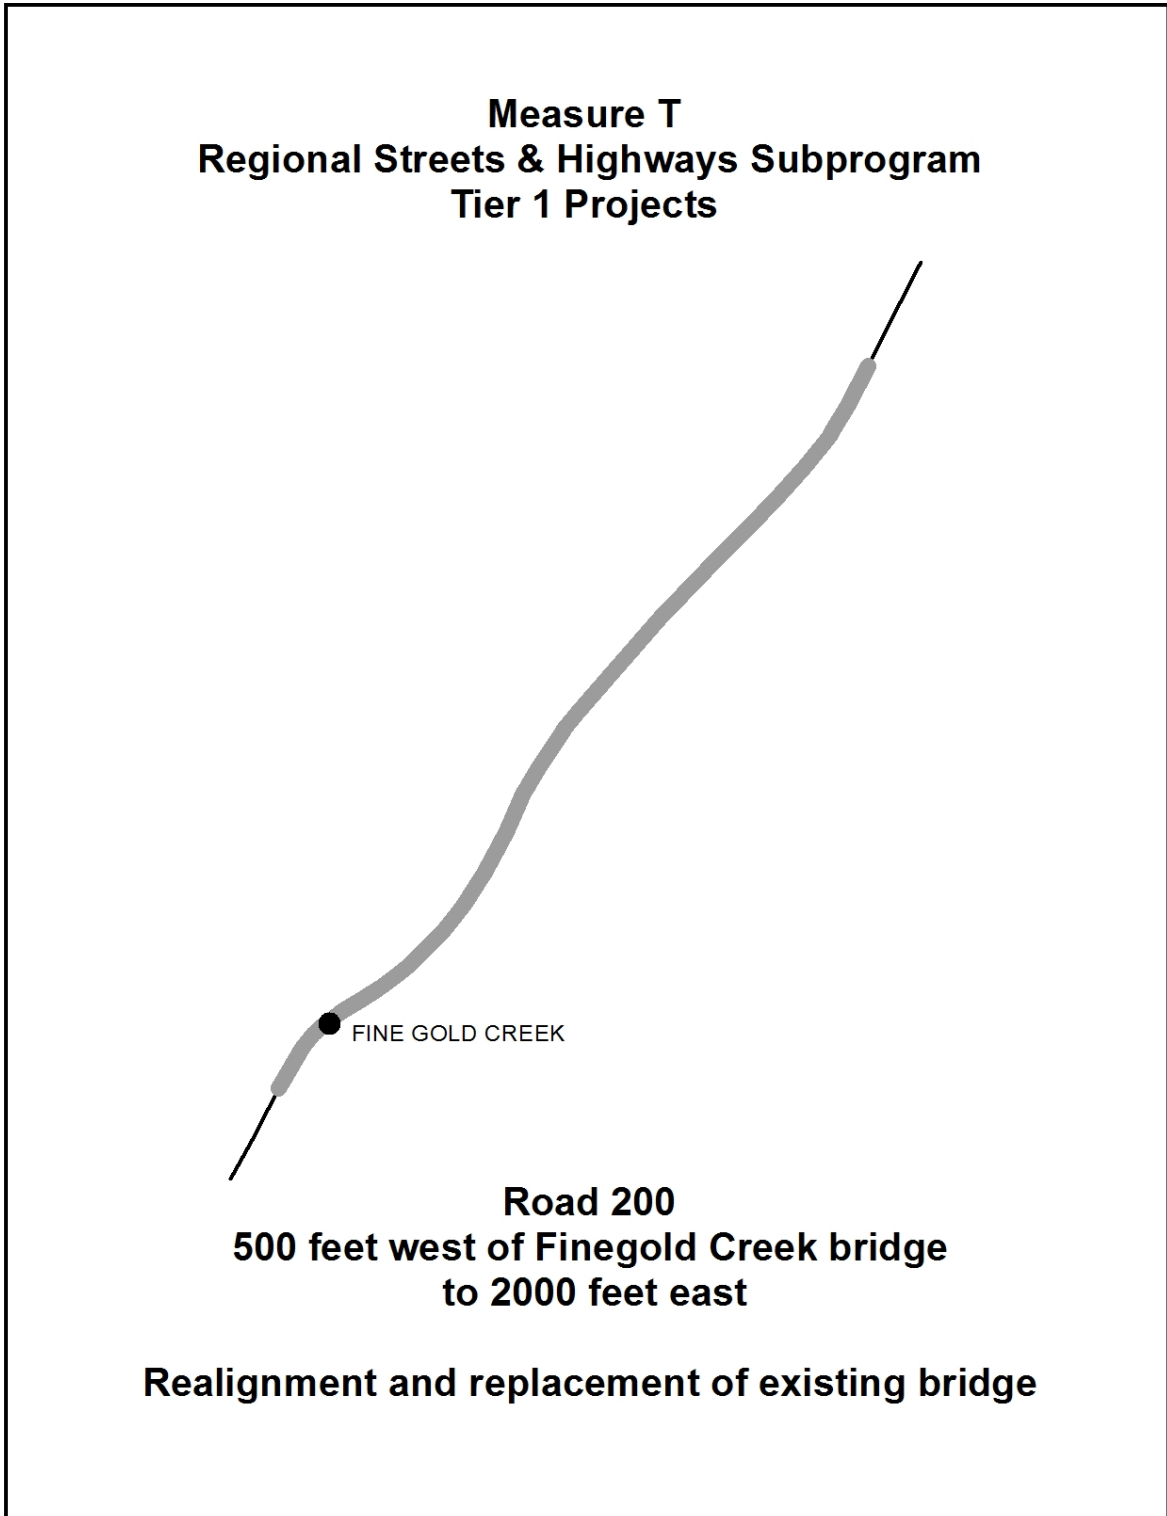 Measure T
Regional Streets & Highways Subprogram
Tier 1 Projects
FINE GOLD CREEK
Road 200
500 feet west of Finegold Creek bridge
to 2000 feet east
Realignment and replacement of existing bridge